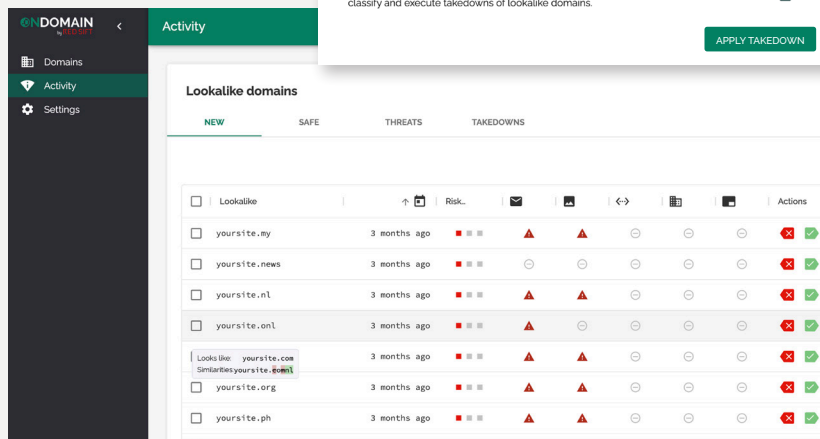 classify and execute takedowns of lookalike domains.
APPLY TAKEDOWN
ONDOMAIN
by RED SIFT
Activity
Domains
Activity
Settings
Lookalike domains
NEW SAFE THREATS TAKEDOWNS
Lookalike Risk.. Actions
yoursite.my 3 months ago
yoursite.news 3 months ago
yoursite.nl 3 months ago
yoursite.onl 3 months ago
3 months ago
Looks like: yoursite.com
Similarities yoursite.comnl
yoursite.org 3 months ago
yoursite.ph 3 months ago